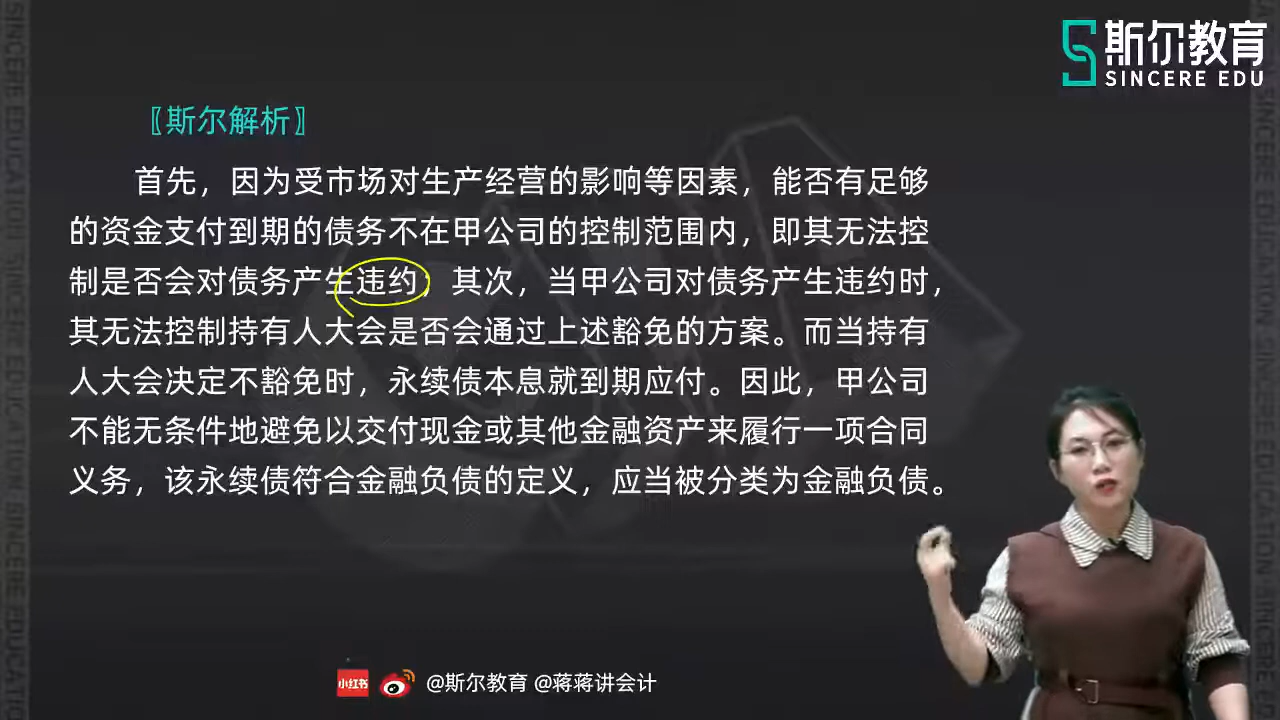 斯尔教育
SINCERE EDU
〖斯尔解析〗
首先，因为受市场对生产经营的影响等因素，能否有足够
的资金支付到期的债务不在甲公司的控制范围内，即其无法控
制是否会对债务产生违约；其次，当甲公司对债务产生违约时，
其无法控制持有人大会是否会通过上述豁免的方案。而当持有
人大会决定不豁免时，永续债本息就到期应付。因此，甲公司
不能无条件地避免以交付现金或其他金融资产来履行一项合同
义务，该永续债符合金融负债的定义，应当被分类为金融负债。
小红书 @斯尔教育 @蒋蒋讲会计